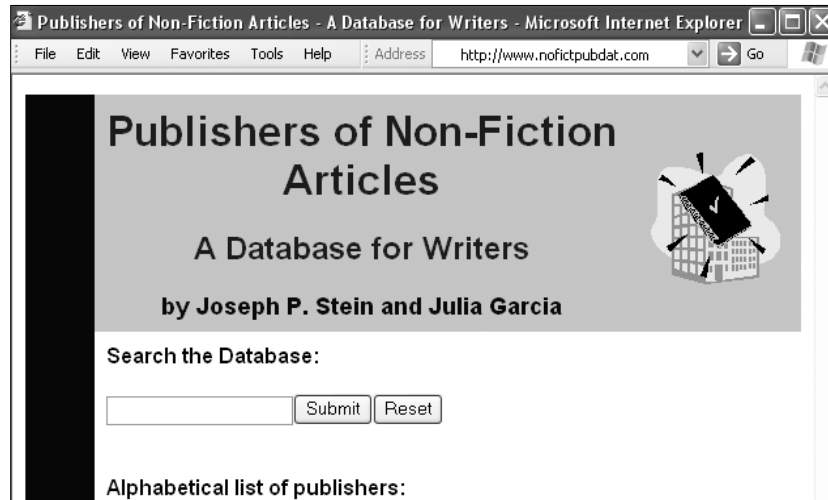 Publishers of Non-Fiction Articles - A Database for Writers - Microsoft Internet Explorer
File Edit View Favorites Tools Help Address http://www.nofictpubdat.com Go
Publishers of Non-Fiction
Articles
A Database for Writers
by Joseph P. Stein and Julia Garcia
Search the Database:
Submit Reset
Alphabetical list of publishers: